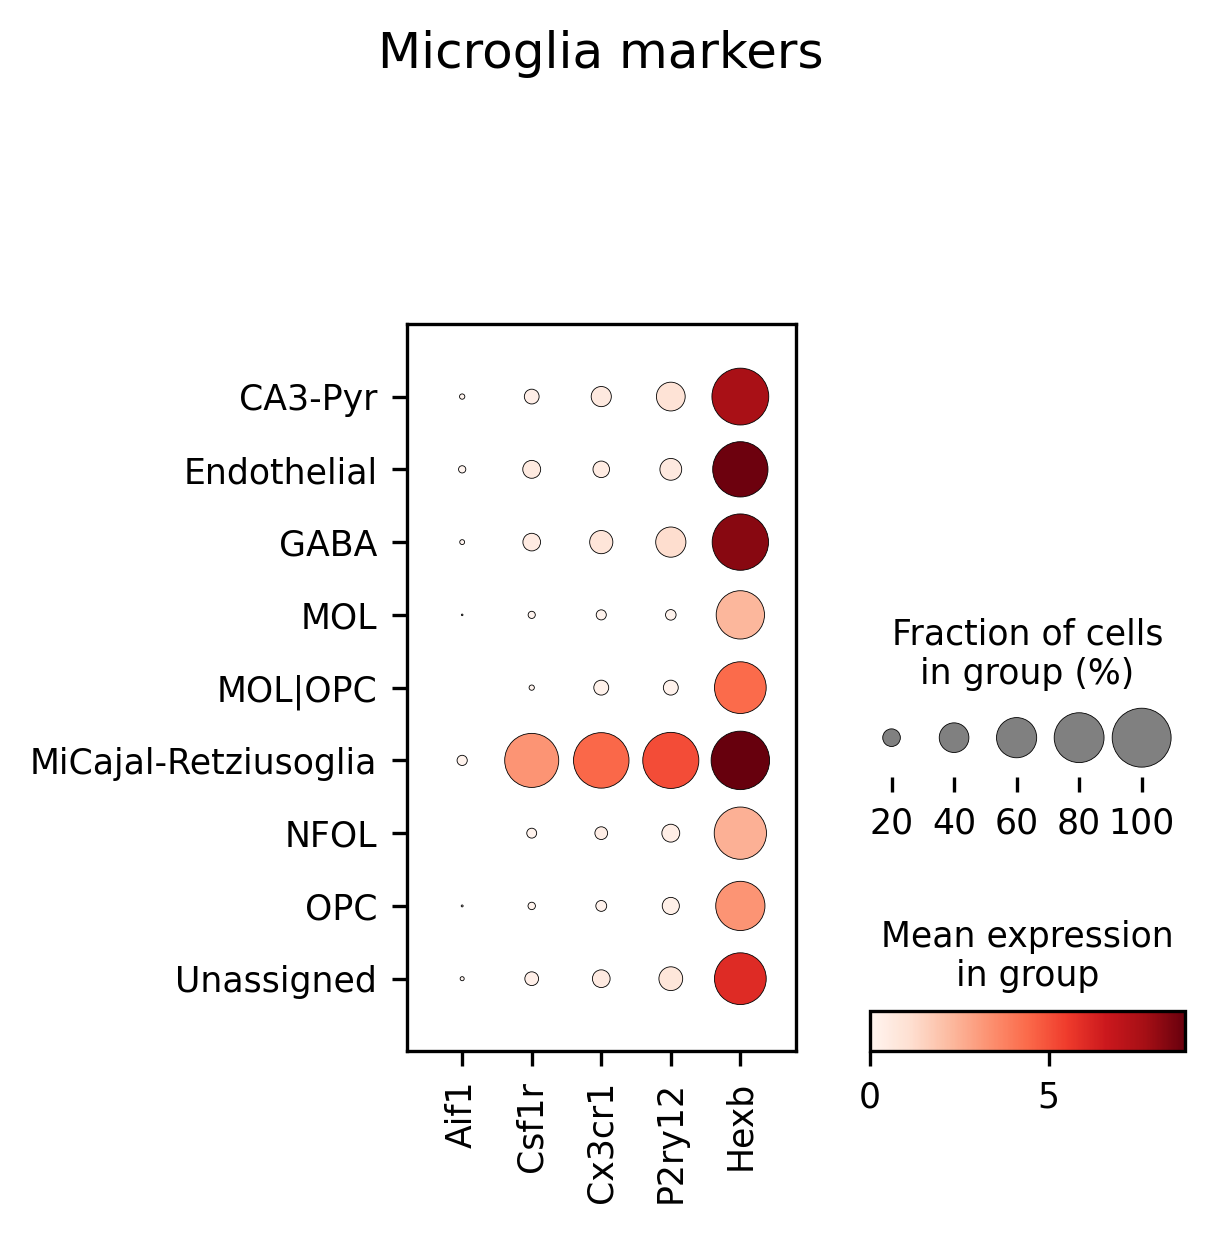 Microglia markers
CA3-Pyr
Endothelial
GABA
MOL
MOL|OPC
MiCajal-Retziusoglia
NFOL
OPC
Unassigned
Aif1
Csf1r
Cx3cr1
P2ry12
Hexb
Fraction of cells
in group (%)
20 40 60 80 100
Mean expression
in group
0 5